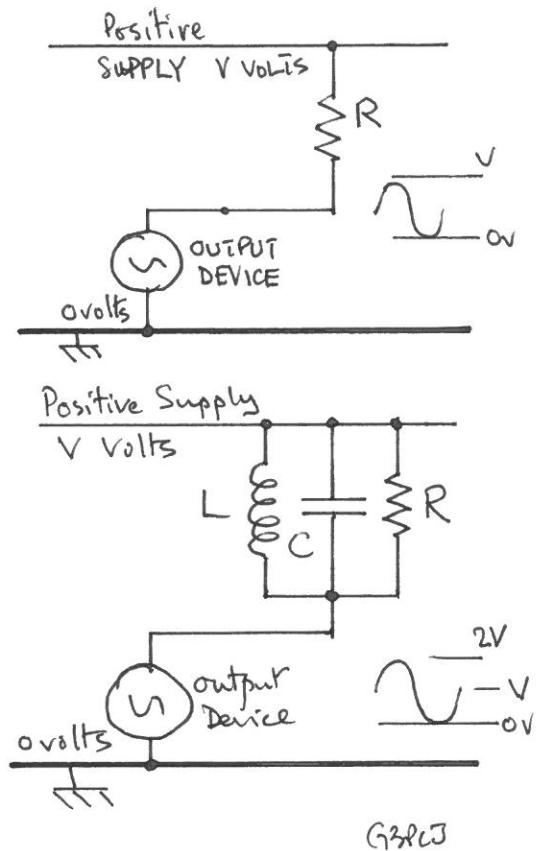 Positive
SUPPLY V VOLTS
R
V
0V
OUTPUT
DEVICE
0volts
Positive Supply
V Volts
L
C
R
2V
V
0V
output
Device
0volts
G3PCJ